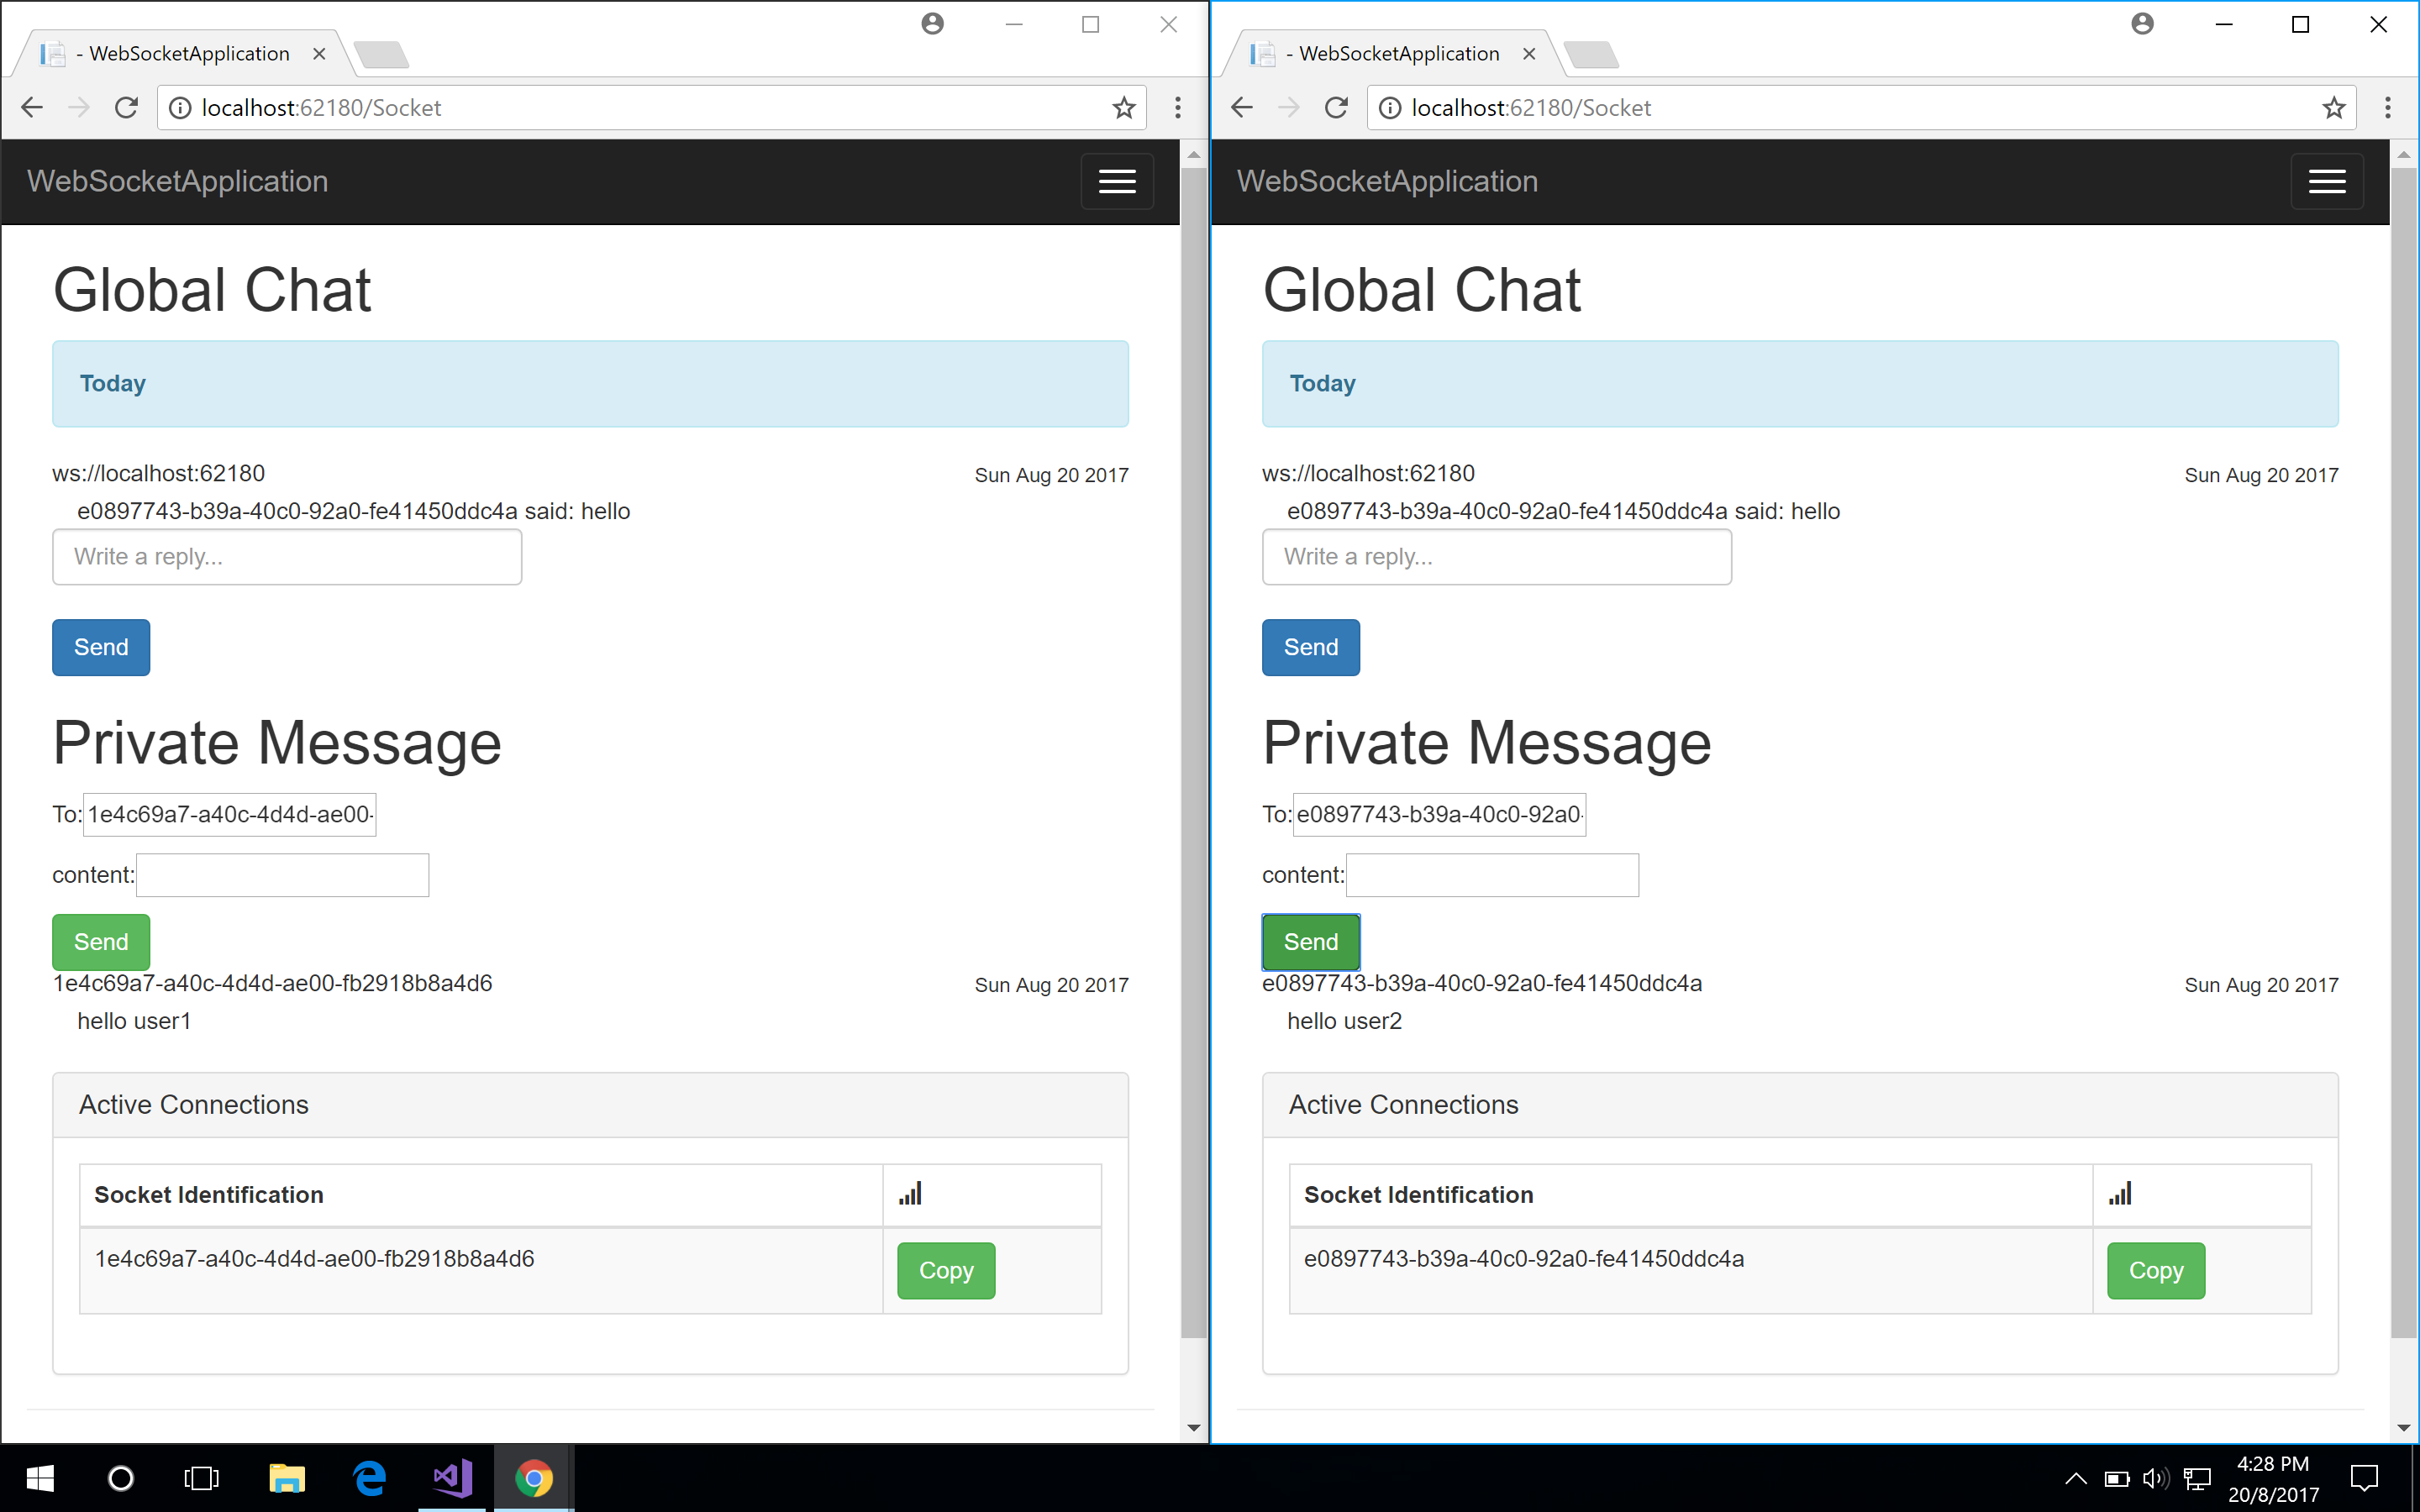 - WebSocketApplication
localhost:62180/Socket
WebSocketApplication
Global Chat
Today
ws://localhost:62180
Sun Aug 20 2017
e0897743-b39a-40c0-92a0-fe41450ddc4a said: hello
Write a reply...
Send
Private Message
To: 1e4c69a7-a40c-4d4d-ae00-
content:
Send
1e4c69a7-a40c-4d4d-ae00-fb2918b8a4d6
Sun Aug 20 2017
hello user1
Active Connections
Socket Identification
1e4c69a7-a40c-4d4d-ae00-fb2918b8a4d6
Copy
- WebSocketApplication
localhost:62180/Socket
WebSocketApplication
Global Chat
Today
ws://localhost:62180
Sun Aug 20 2017
e0897743-b39a-40c0-92a0-fe41450ddc4a said: hello
Write a reply...
Send
Private Message
To: e0897743-b39a-40c0-92a0-
content:
Send
e0897743-b39a-40c0-92a0-fe41450ddc4a
Sun Aug 20 2017
hello user2
Active Connections
Socket Identification
e0897743-b39a-40c0-92a0-fe41450ddc4a
Copy
4:28 PM
20/8/2017